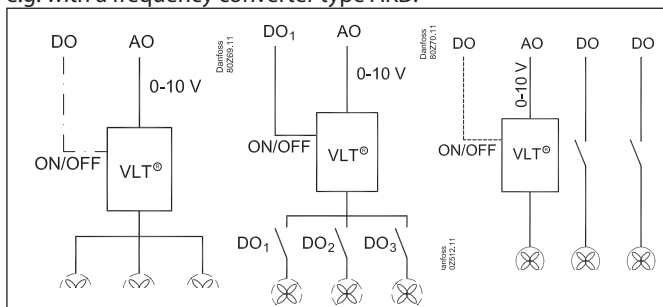 e.g. with a frequency converter type AKD.
DO
AO
0-10 V
ON/OFF
VLT®
Danfoss
80Z69.11
DO₁
AO
0-10 V
ON/OFF
VLT®
DO₁
DO₂
DO₃
Danfoss
80Z70.11
DO
AO
DO
DO
0-10 V
ON/OFF
VLT®
anfoss
0Z512.11